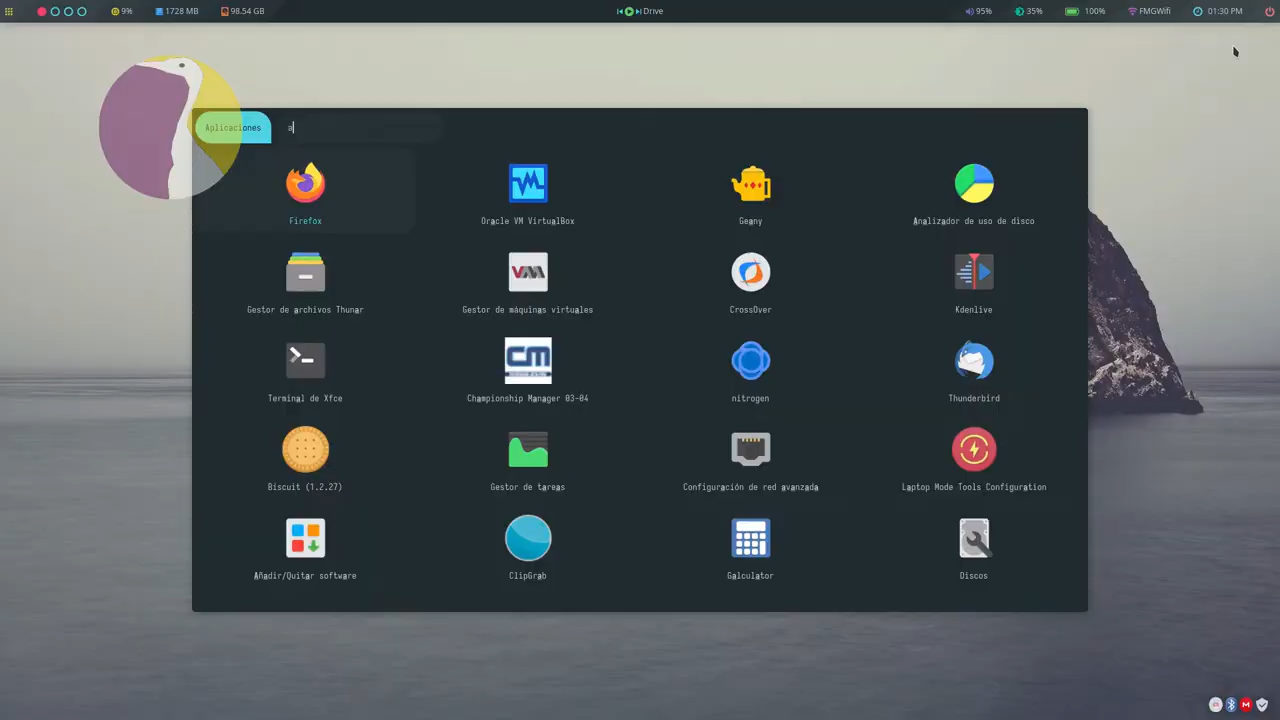 9% 1728 MB 98.54 GB Drive 95% 35% 100% FMGWifi 01:30 PM
Aplicaciones a
Firefox Oracle VM VirtualBox Geany Analizador de uso de disco
Gestor de archivos Thunar Gestor de máquinas virtuales CrossOver Kdenlive
Terminal de Xfce Championship Manager 03-04 nitrogen Thunderbird
Biscuit (1.2.27) Gestor de tareas Configuración de red avanzada Laptop Mode Tools Configuration
Añadir/Quitar software ClipGrab Galculator Discos